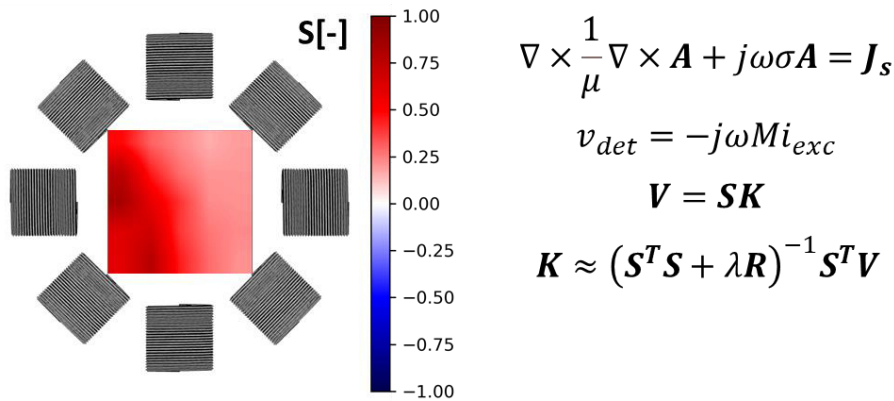 S[-]
1.00
0.75
0.50
0.25
0.00
−0.25
−0.50
−0.75
−1.00
∇ × 1/μ ∇ × A + jωσA = J_s
v_det = −jωMi_exc
V = SK
K ≈ (S^T S + λR)^−1 S^T V